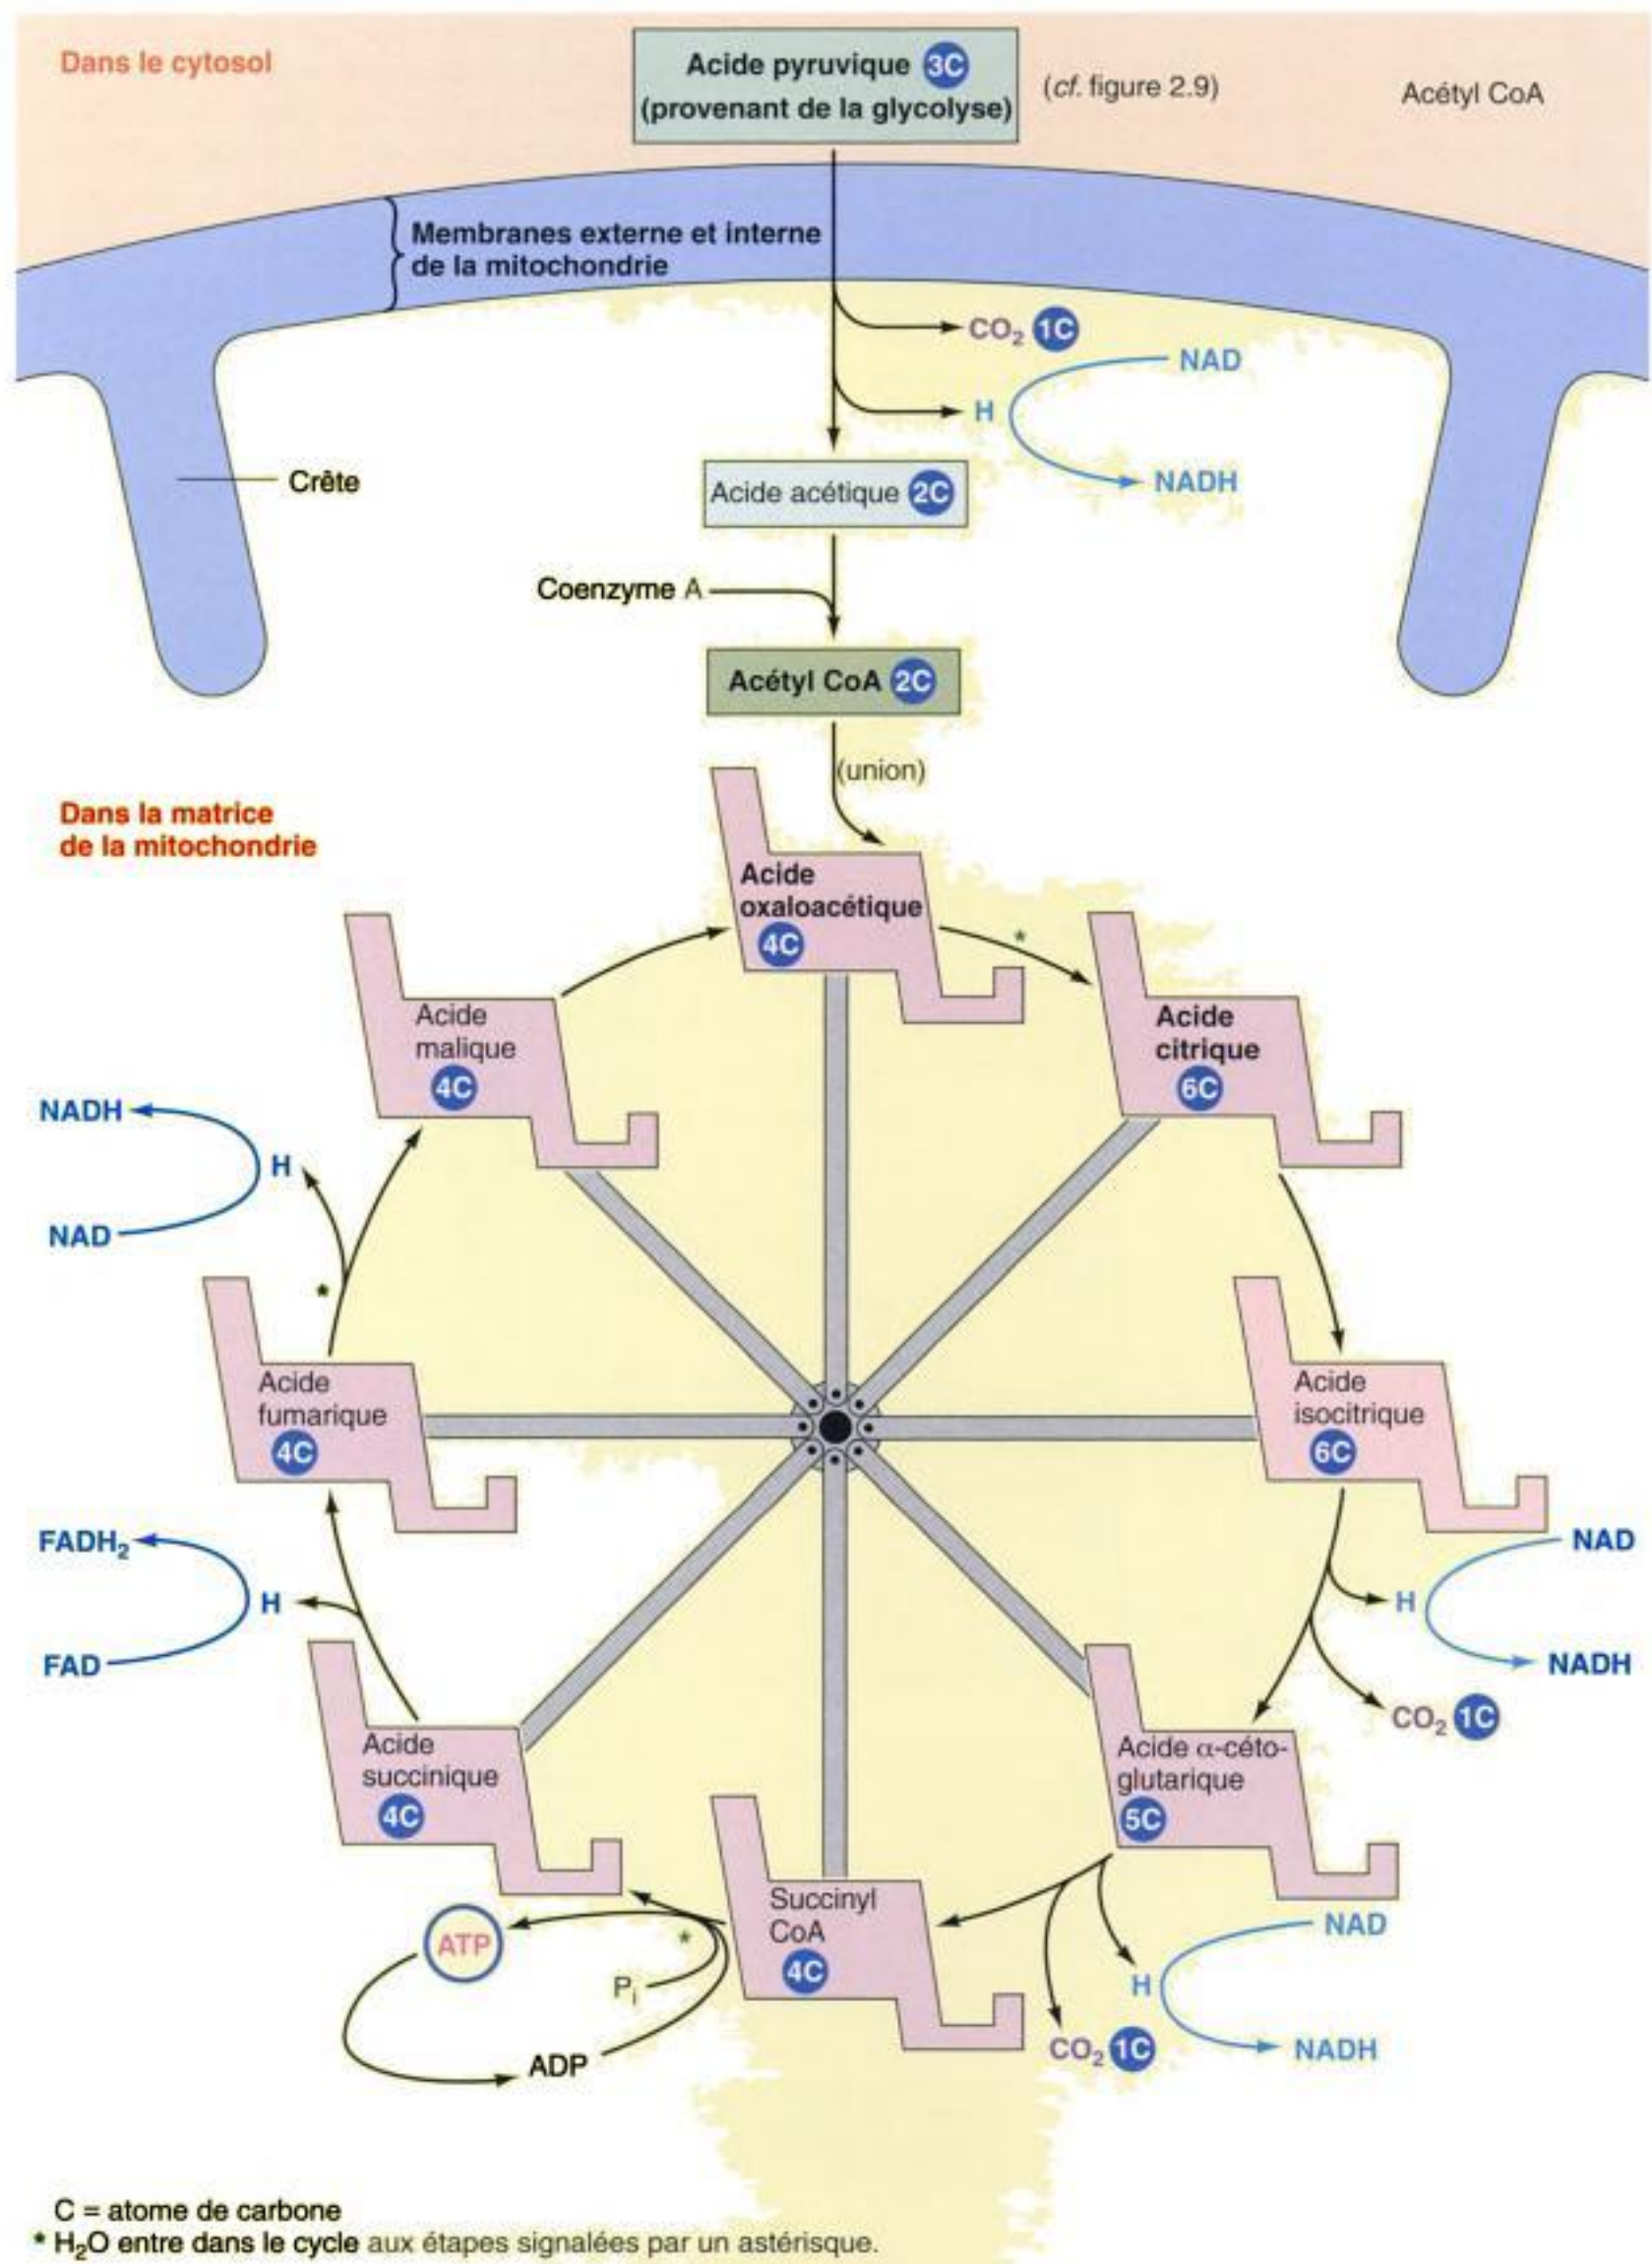 Dans le cytosol
Acide pyruvique 3C
(provenant de la glycolyse)
(cf. figure 2.9)
Acétyl CoA
Membranes externe et interne
de la mitochondrie
CO₂ 1C
NAD
H
NADH
Crête
Acide acétique 2C
Coenzyme A
Acétyl CoA 2C
(union)
Dans la matrice
de la mitochondrie
Acide
oxaloacétique
4C
*
Acide
citrique
6C
Acide
isocitrique
6C
NAD
H
NADH
CO₂ 1C
Acide α-céto-
glutarique
5C
NAD
H
NADH
CO₂ 1C
Succinyl
CoA
4C
*
Pᵢ
ATP
ADP
Acide
succinique
4C
FADH₂
H
FAD
Acide
fumarique
4C
*
NADH
H
NAD
Acide
malique
4C
C = atome de carbone
* H₂O entre dans le cycle aux étapes signalées par un astérisque.